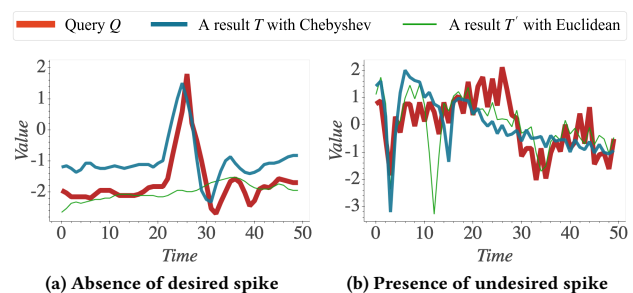 Query Q A result T with Chebyshev A result T′ with Euclidean
2
1
0
-1
-2
Value
0 10 20 30 40 50
Time
(a) Absence of desired spike
2
1
0
-1
-2
-3
Value
0 10 20 30 40 50
Time
(b) Presence of undesired spike